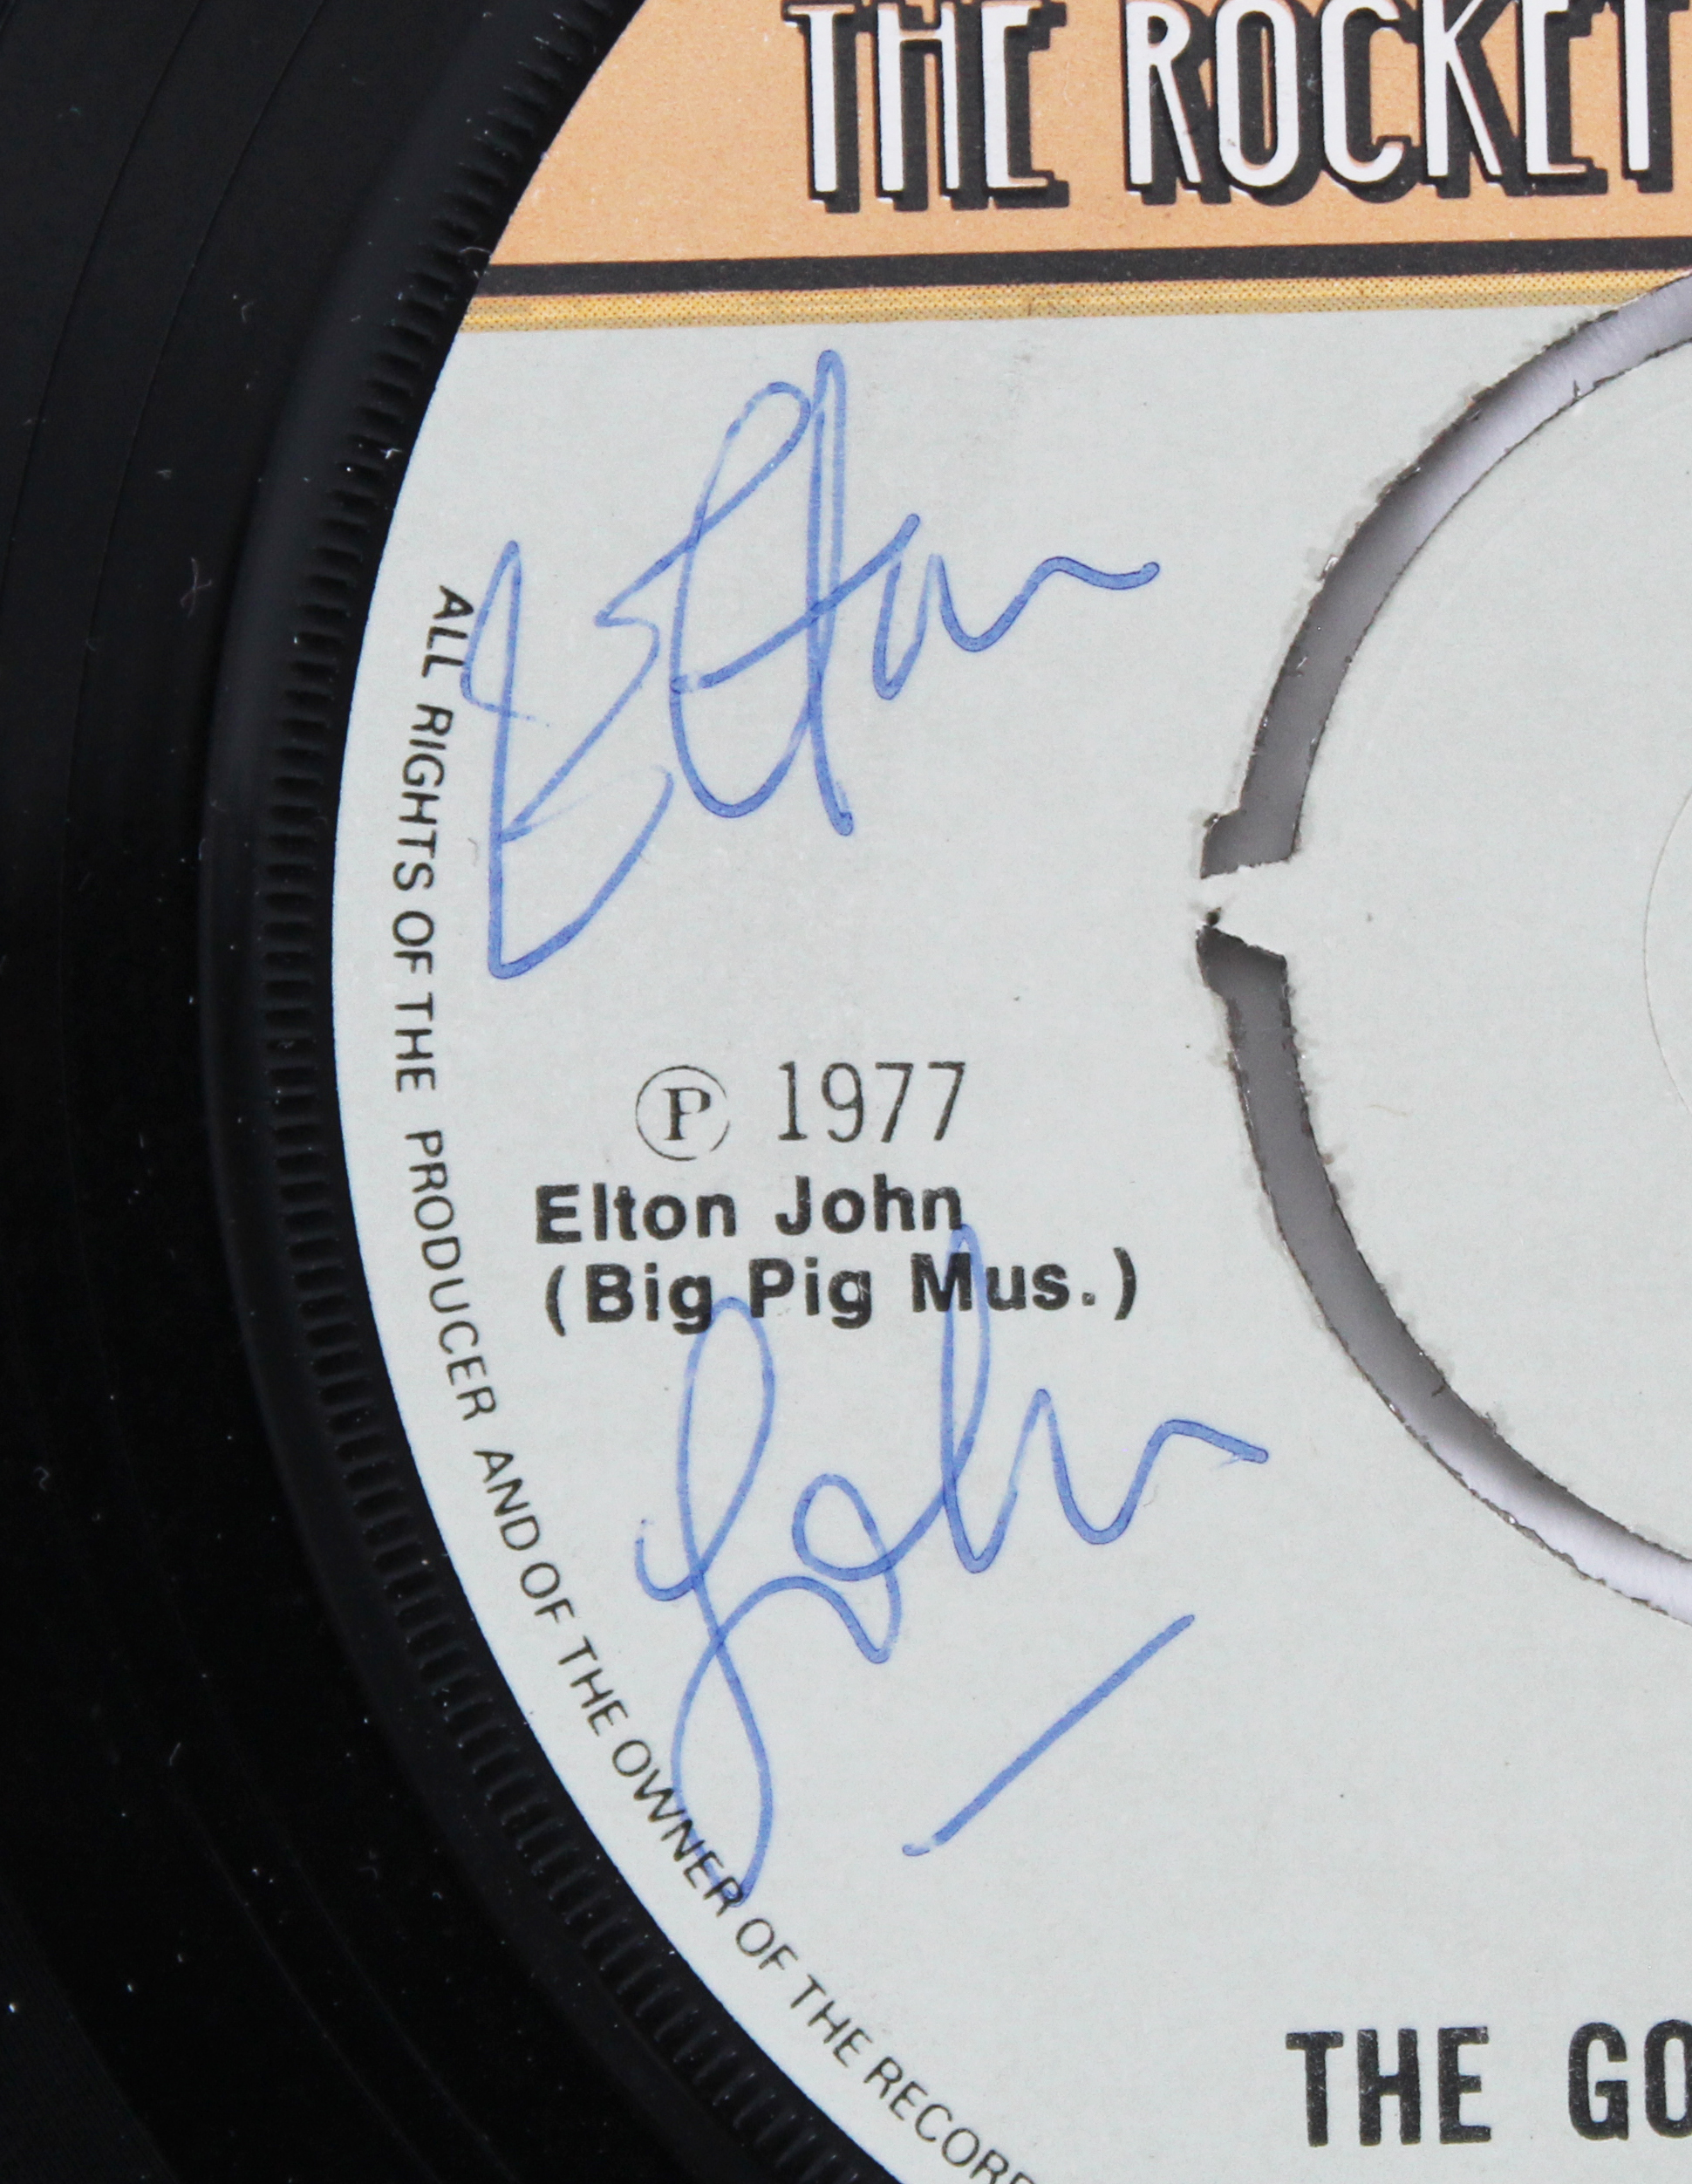 THE ROCKET
Elton
ALL RIGHTS OF THE PRODUCER AND OF THE OWNER OF THE RECOR
Ⓟ 1977
Elton John
(Big Pig Mus.)
John
THE GO